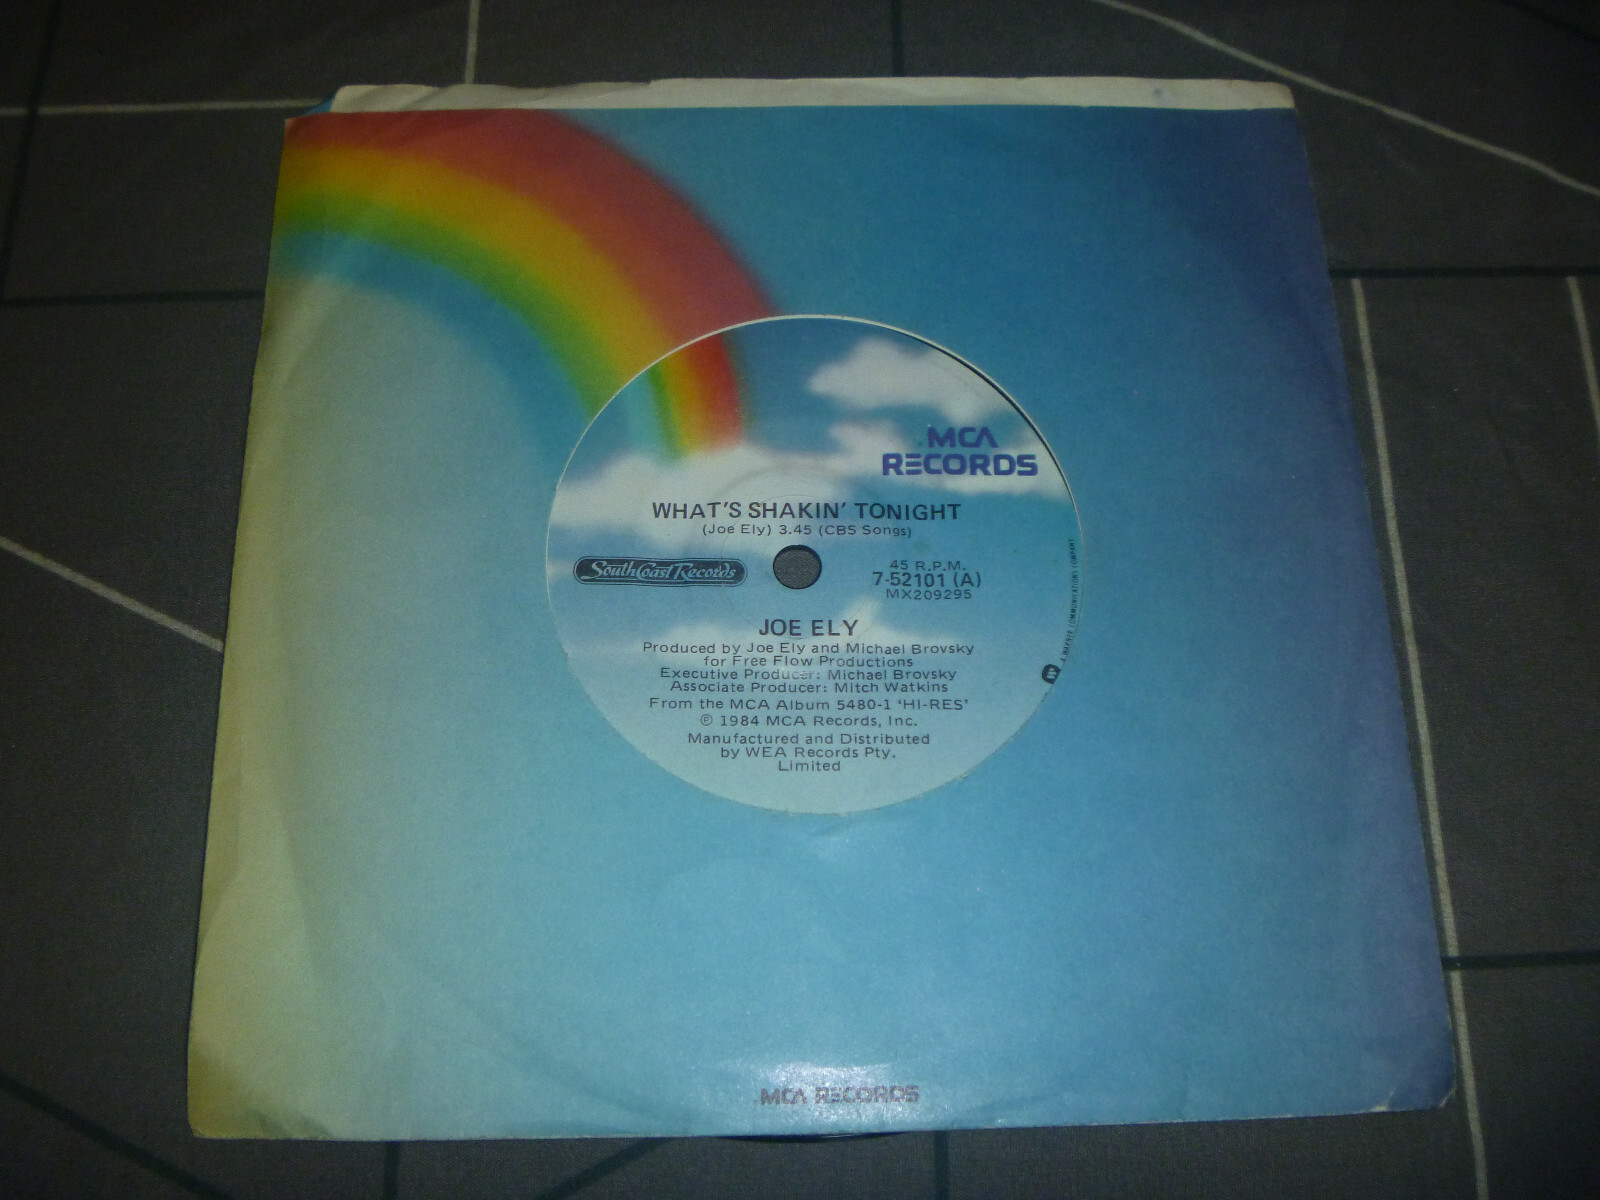 MCA
RECORDS
WHAT'S SHAKIN' TONIGHT
(Joe Ely) 3.45 (CBS Songs)
SouthCoast Records
45 R.P.M.
7-52101 (A)
MX209295
JOE ELY
Produced by Joe Ely and Michael Brovsky
for Free Flow Productions
Executive Producer: Michael Brovsky
Associate Producer: Mitch Watkins
From the MCA Album 5480-1 'HI-RES'
℗ 1984 MCA Records, Inc.
Manufactured and Distributed
by WEA Records Pty.
Limited
A WARNER COMMUNICATIONS COMPANY
MCA RECORDS